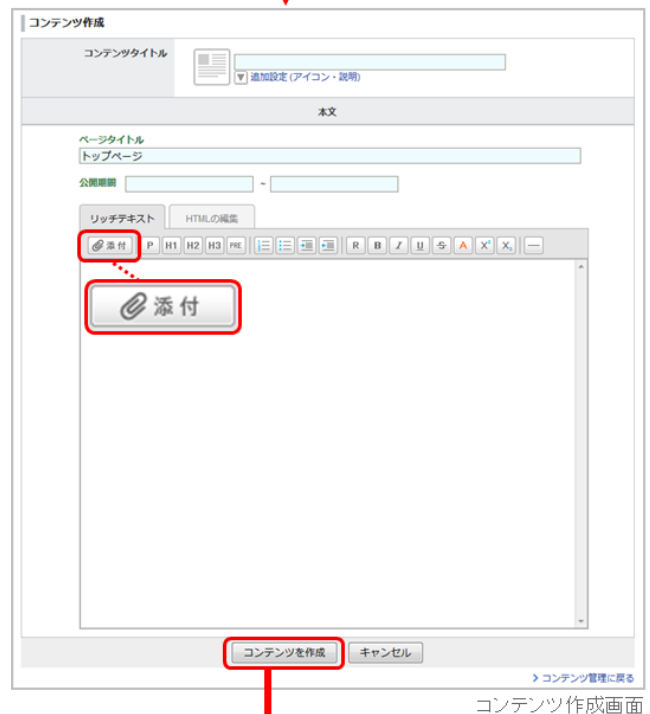 コンテンツ作成
コンテンツタイトル
追加設定(アイコン・説明)
本文
ページタイトル
トップページ
公開期間 ~
リッチテキスト HTMLの編集
添付 P H1 H2 H3 PRE R B I U S A X² X₂
添付
コンテンツを作成 キャンセル
コンテンツ管理に戻る
コンテンツ作成画面